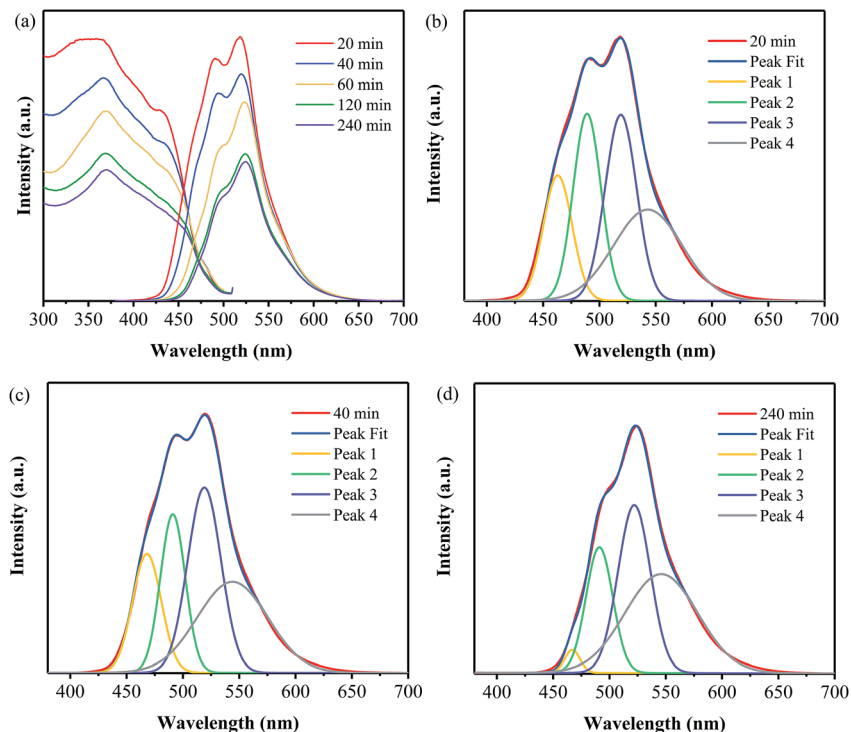 (a)
20 min
40 min
60 min
120 min
240 min
Intensity (a.u.)
300 350 400 450 500 550 600 650 700
Wavelength (nm)
(b)
20 min
Peak Fit
Peak 1
Peak 2
Peak 3
Peak 4
Intensity (a.u.)
400 450 500 550 600 650 700
Wavelength (nm)
(c)
40 min
Peak Fit
Peak 1
Peak 2
Peak 3
Peak 4
Intensity (a.u.)
400 450 500 550 600 650 700
Wavelength (nm)
(d)
240 min
Peak Fit
Peak 1
Peak 2
Peak 3
Peak 4
Intensity (a.u.)
400 450 500 550 600 650 700
Wavelength (nm)